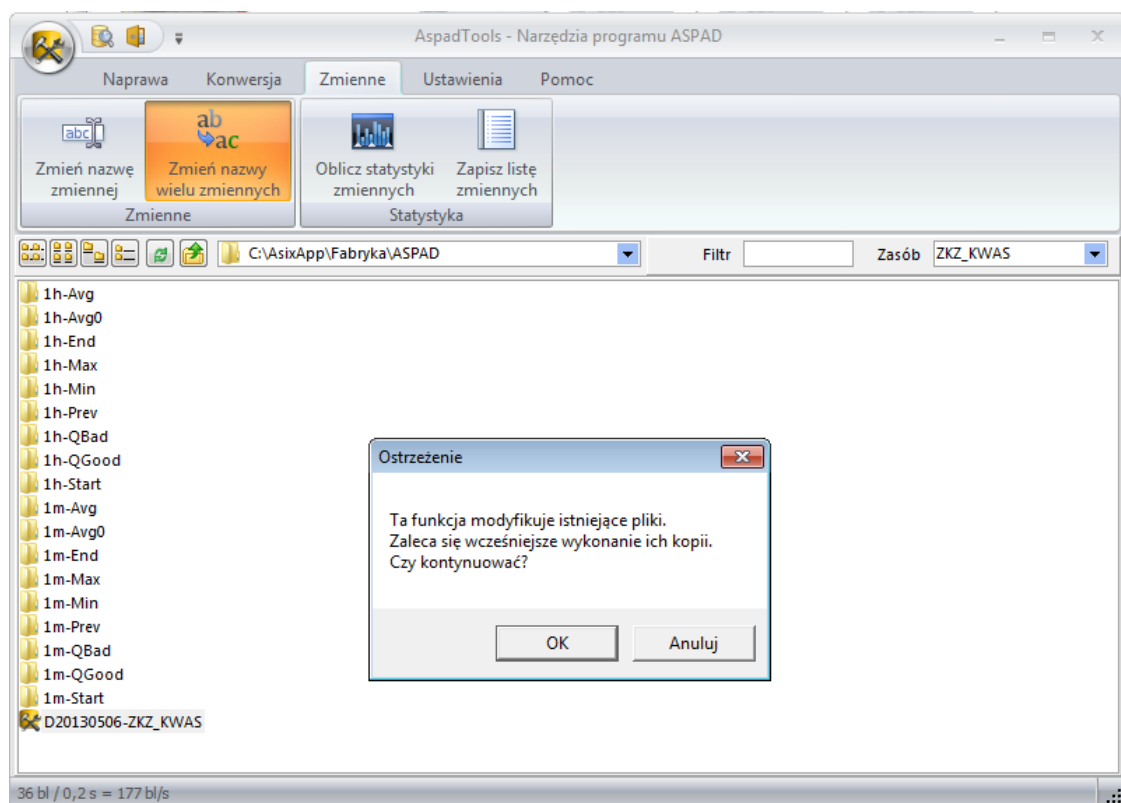 AspadTools - Narzędzia programu ASPAD
Naprawa Konwersja Zmienne Ustawienia Pomoc
abc
ab
ac
Zmień nazwę
zmiennej
Zmień nazwy
wielu zmiennych
Oblicz statystyki
zmiennych
Zapisz listę
zmiennych
Zmienne
Statystyka
C:\AsixApp\Fabryka\ASPAD Filtr Zasób ZKZ_KWAS
1h-Avg
1h-Avg0
1h-End
1h-Max
1h-Min
1h-Prev
1h-QBad
1h-QGood
1h-Start
1m-Avg
1m-Avg0
1m-End
1m-Max
1m-Min
1m-Prev
1m-QBad
1m-QGood
1m-Start
D20130506-ZKZ_KWAS
Ostrzeżenie
Ta funkcja modyfikuje istniejące pliki.
Zaleca się wcześniejsze wykonanie ich kopii.
Czy kontynuować?
OK Anuluj
36 bl / 0,2 s = 177 bl/s